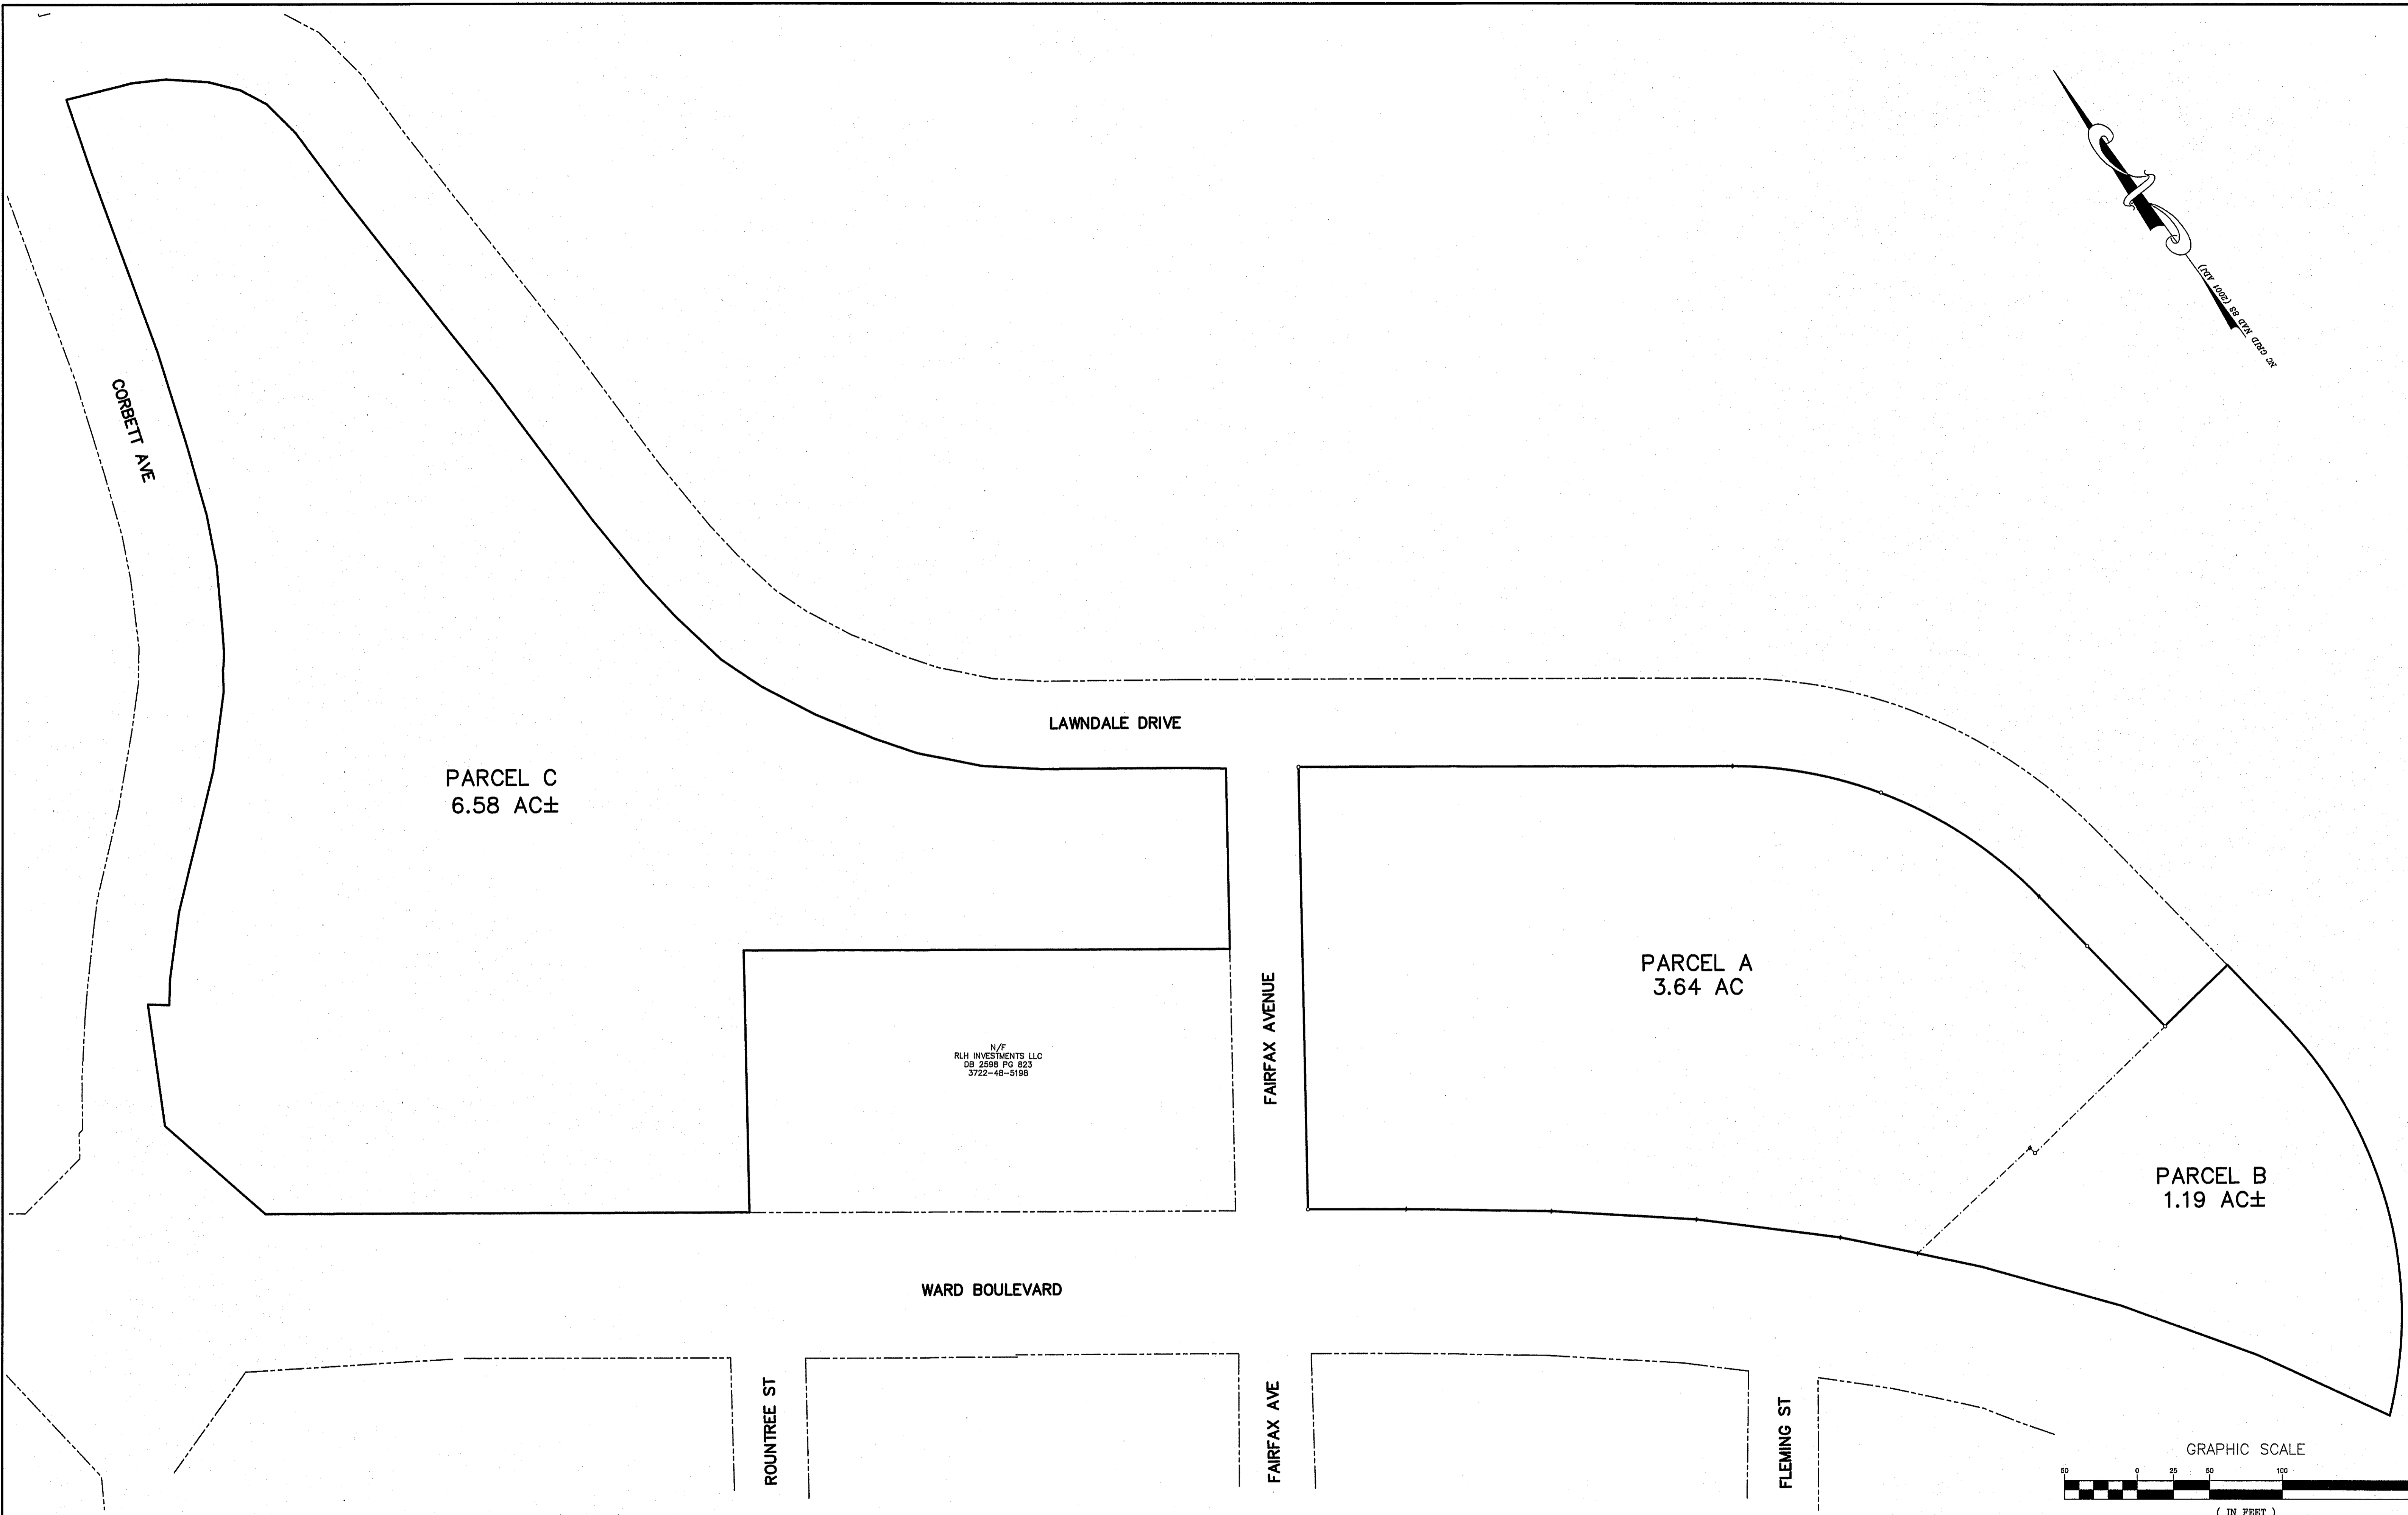 NC GRID NAD 83 (2001 ADJ)
CORBETT AVE
LAWNDALE DRIVE
PARCEL C
6.58 AC±
PARCEL A
3.64 AC
FAIRFAX AVENUE
N/F
RLH INVESTMENTS LLC
DB 2598 PG 823
3722-48-5198
PARCEL B
1.19 AC±
WARD BOULEVARD
ROUNTREE ST
FAIRFAX AVE
FLEMING ST
GRAPHIC SCALE
50 0 25 50 100
( IN FEET )